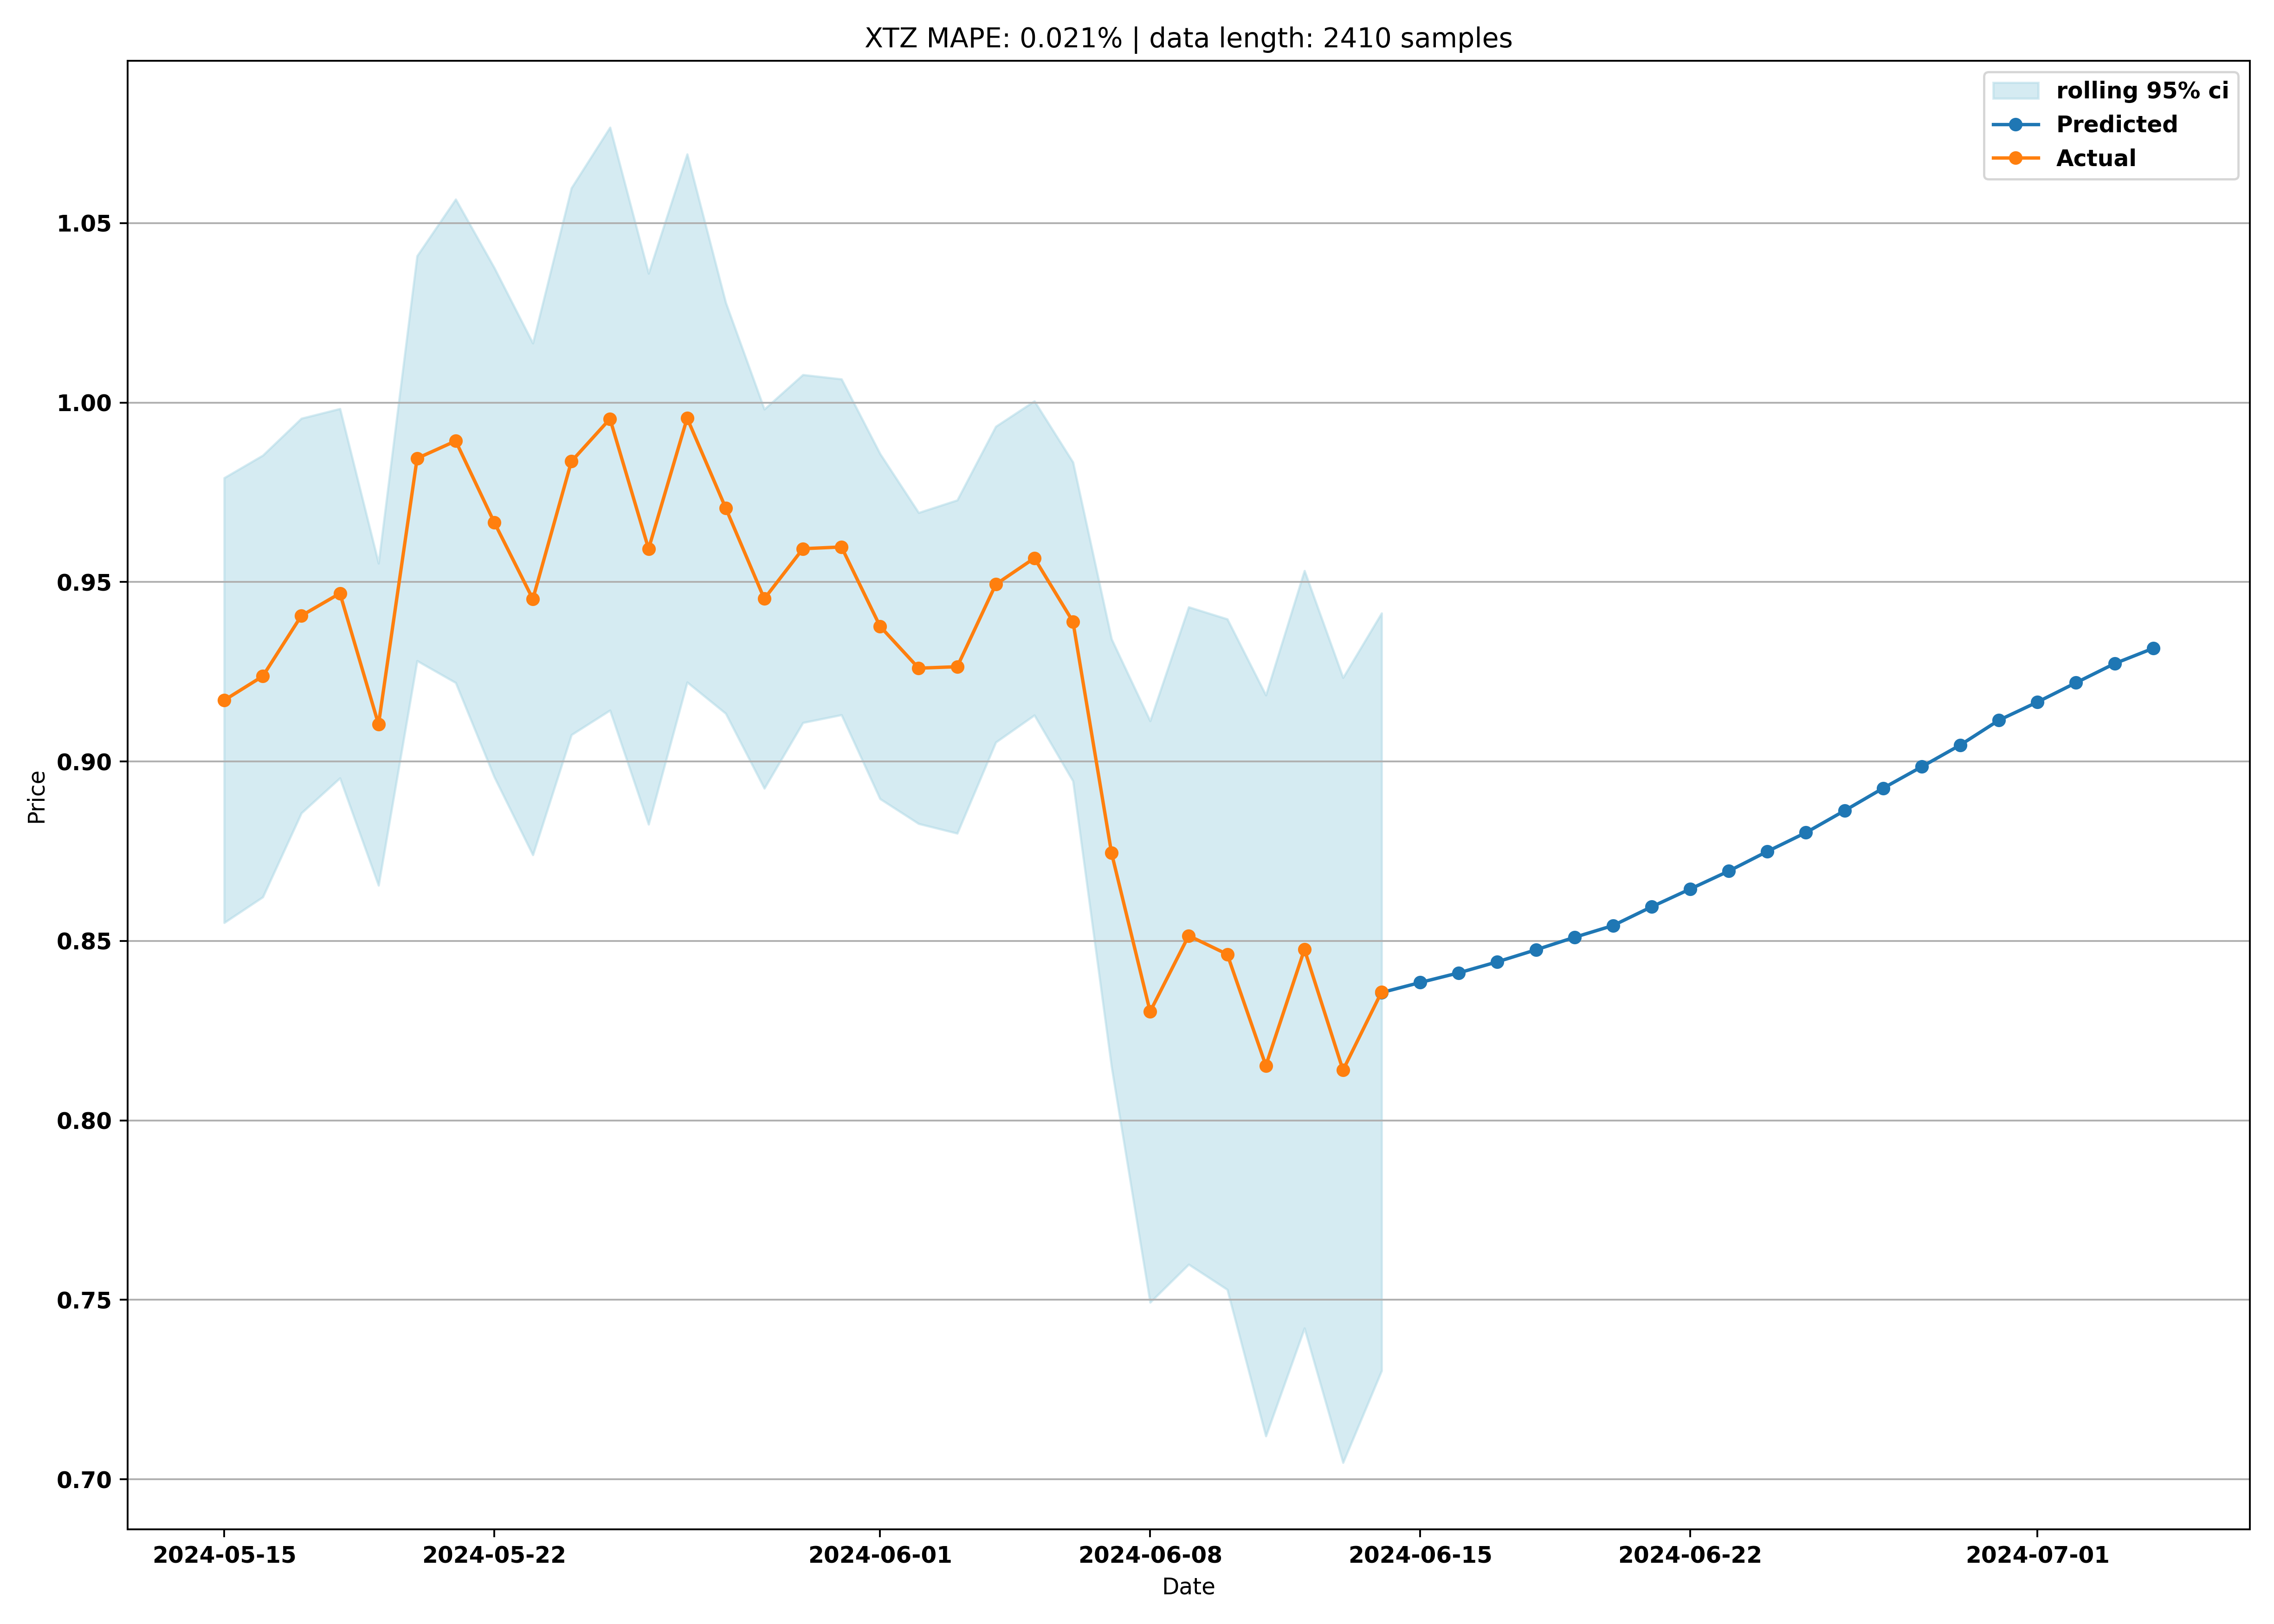 XTZ MAPE: 0.021% | data length: 2410 samples
rolling 95% ci
Predicted
Actual
1.05
1.00
0.95
0.90
0.85
0.80
0.75
0.70
Price
2024-05-15 2024-05-22 2024-06-01 2024-06-08 2024-06-15 2024-06-22 2024-07-01
Date